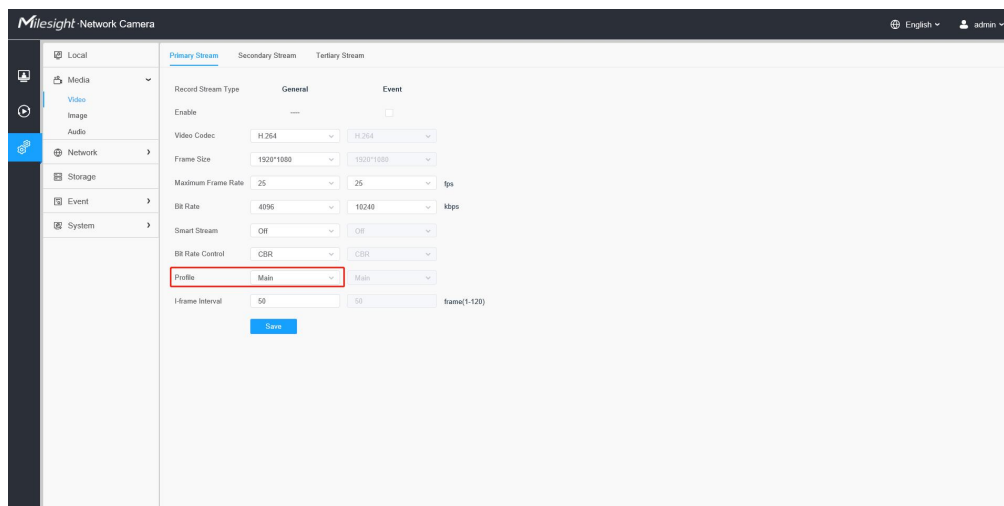 Milesight·Network Camera
English
admin
Local
Media
Video
Image
Audio
Network
Storage
Event
System
Primary Stream Secondary Stream Tertiary Stream
Record Stream Type General Event
Enable ----
Video Codec H.264 H.264
Frame Size 1920*1080 1920*1080
Maximum Frame Rate 25 25 fps
Bit Rate 4096 10240 kbps
Smart Stream Off Off
Bit Rate Control CBR CBR
Profile Main Main
I-frame Interval 50 50 frame(1-120)
Save